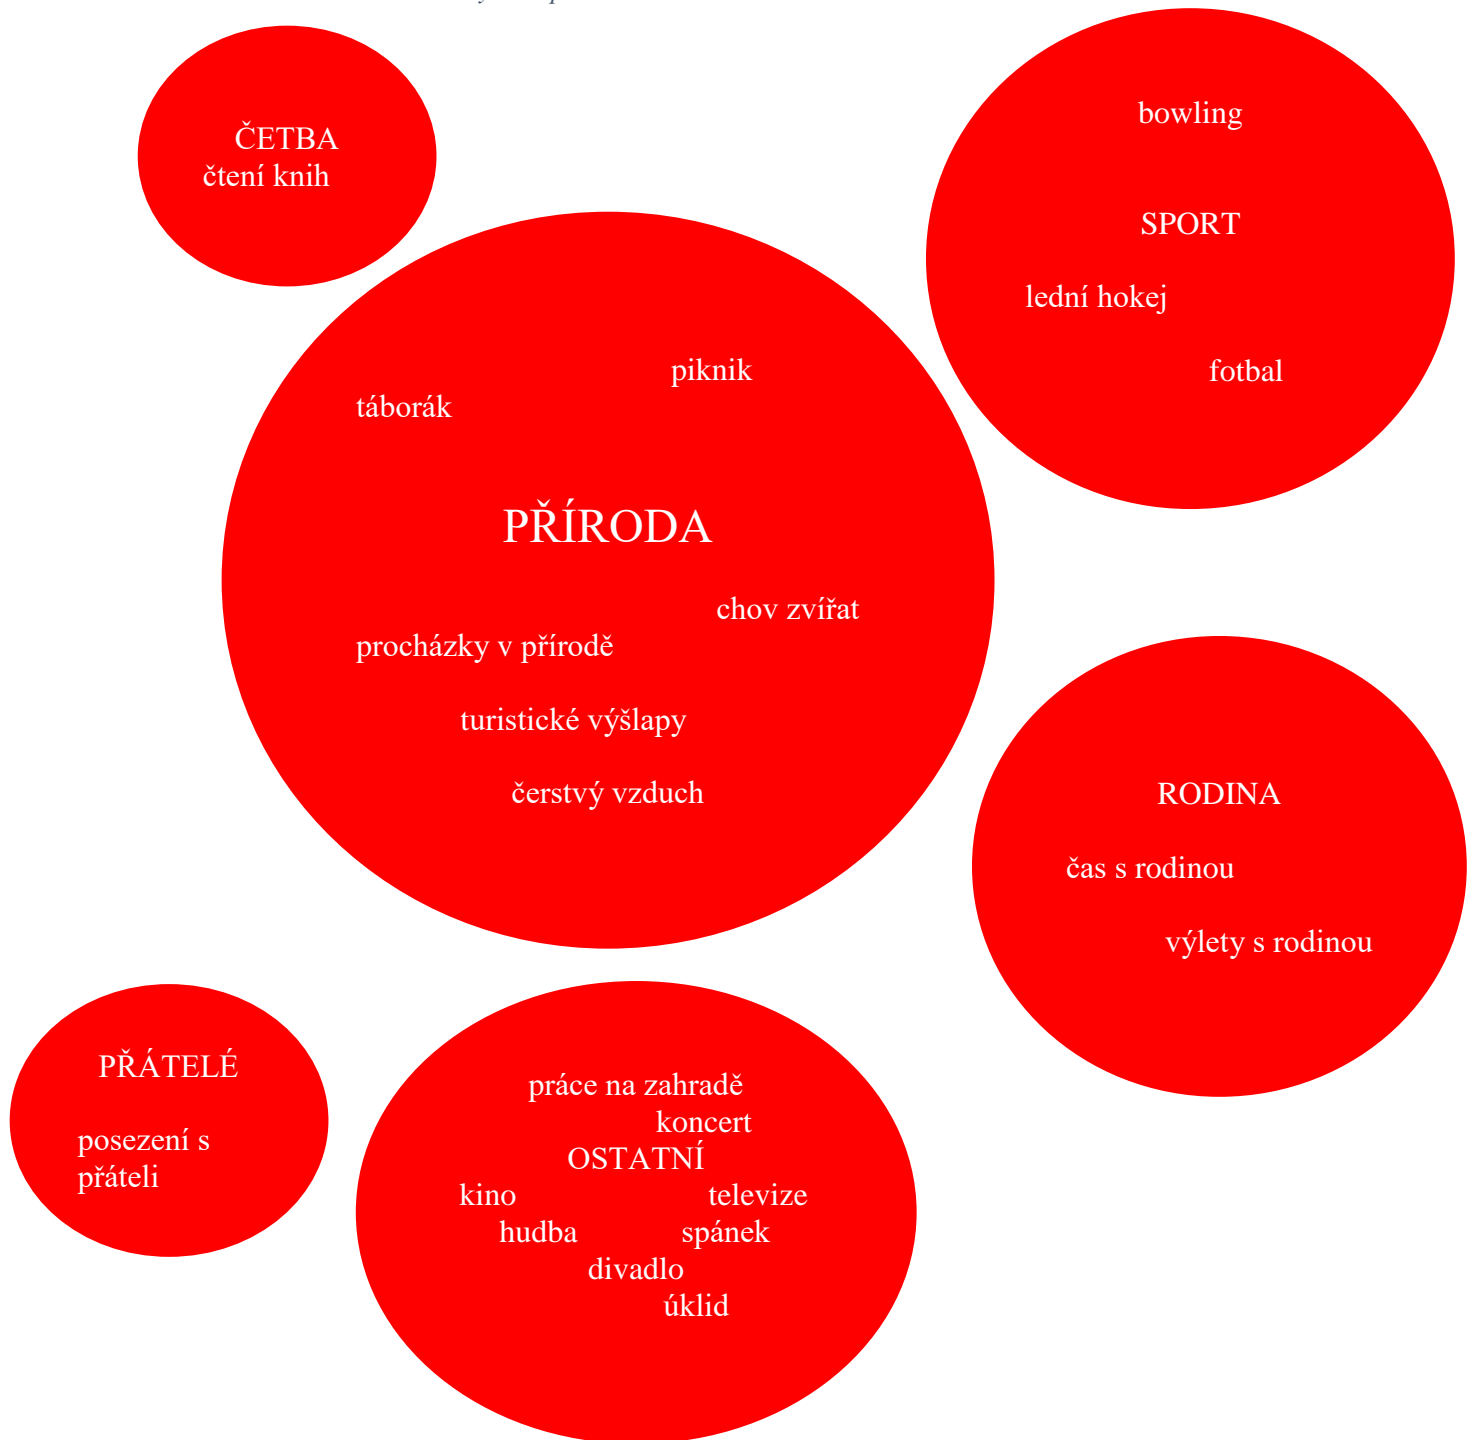 ČETBA
čtení knih
bowling
SPORT
lední hokej
fotbal
piknik
táborák
PŘÍRODA
chov zvířat
procházky v přírodě
turistické výšlapy
čerstvý vzduch
RODINA
čas s rodinou
výlety s rodinou
PŘÁTELÉ
posezení s
přáteli
práce na zahradě
koncert
OSTATNÍ
kino televize
hudba spánek
divadlo
úklid